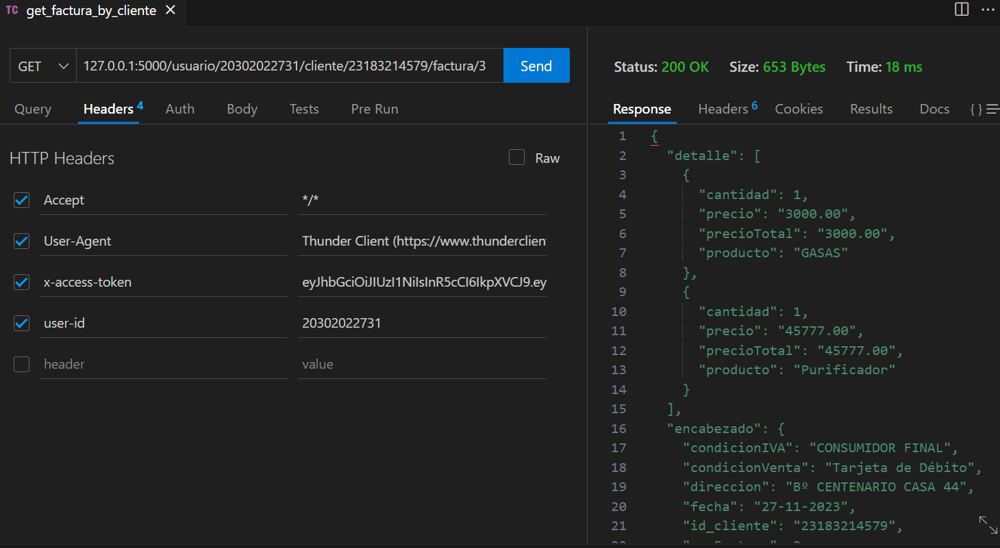 TC get_factura_by_cliente
GET 127.0.0.1:5000/usuario/20302022731/cliente/23183214579/factura/3 Send
Query Headers 4 Auth Body Tests Pre Run
HTTP Headers Raw
Accept */*
User-Agent Thunder Client (https://www.thunderclient
x-access-token eyJhbGciOiJIUzI1NiIsInR5cCI6IkpXVCJ9.ey
user-id 20302022731
header value
Status: 200 OK Size: 653 Bytes Time: 18 ms
Response Headers 6 Cookies Results Docs { }
1 {
2 "detalle": [
3 {
4 "cantidad": 1,
5 "precio": "3000.00",
6 "precioTotal": "3000.00",
7 "producto": "GASAS"
8 },
9 {
10 "cantidad": 1,
11 "precio": "45777.00",
12 "precioTotal": "45777.00",
13 "producto": "Purificador"
14 }
15 ],
16 "encabezado": {
17 "condicionIVA": "CONSUMIDOR FINAL",
18 "condicionVenta": "Tarjeta de Débito",
19 "direccion": "Bº CENTENARIO CASA 44",
20 "fecha": "27-11-2023",
21 "id_cliente": "23183214579",